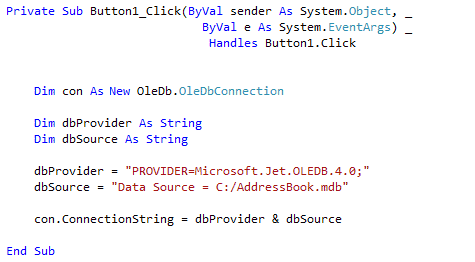 Private Sub Button1_Click(ByVal sender As System.Object, _
ByVal e As System.EventArgs) _
Handles Button1.Click
Dim con As New OleDb.OleDbConnection
Dim dbProvider As String
Dim dbSource As String
dbProvider = "PROVIDER=Microsoft.Jet.OLEDB.4.0;"
dbSource = "Data Source = C:/AddressBook.mdb"
con.ConnectionString = dbProvider & dbSource
End Sub